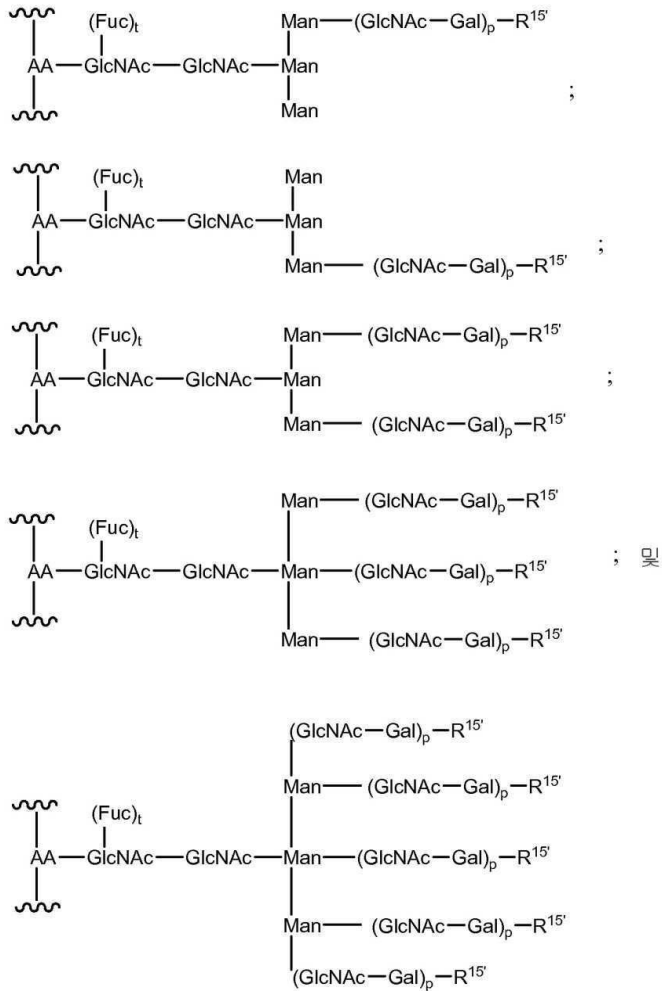 (Fuc)t Man—(GlcNAc—Gal)p—R15'
AA—GlcNAc—GlcNAc—Man
Man ;
(Fuc)t Man
AA—GlcNAc—GlcNAc—Man
Man—(GlcNAc—Gal)p—R15' ;
(Fuc)t Man—(GlcNAc—Gal)p—R15'
AA—GlcNAc—GlcNAc—Man ;
Man—(GlcNAc—Gal)p—R15'
Man—(GlcNAc—Gal)p—R15'
(Fuc)t
AA—GlcNAc—GlcNAc—Man—(GlcNAc—Gal)p—R15' ; 및
Man—(GlcNAc—Gal)p—R15'
(GlcNAc—Gal)p—R15'
Man—(GlcNAc—Gal)p—R15'
(Fuc)t
AA—GlcNAc—GlcNAc—Man—(GlcNAc—Gal)p—R15'
Man—(GlcNAc—Gal)p—R15'
(GlcNAc—Gal)p—R15'